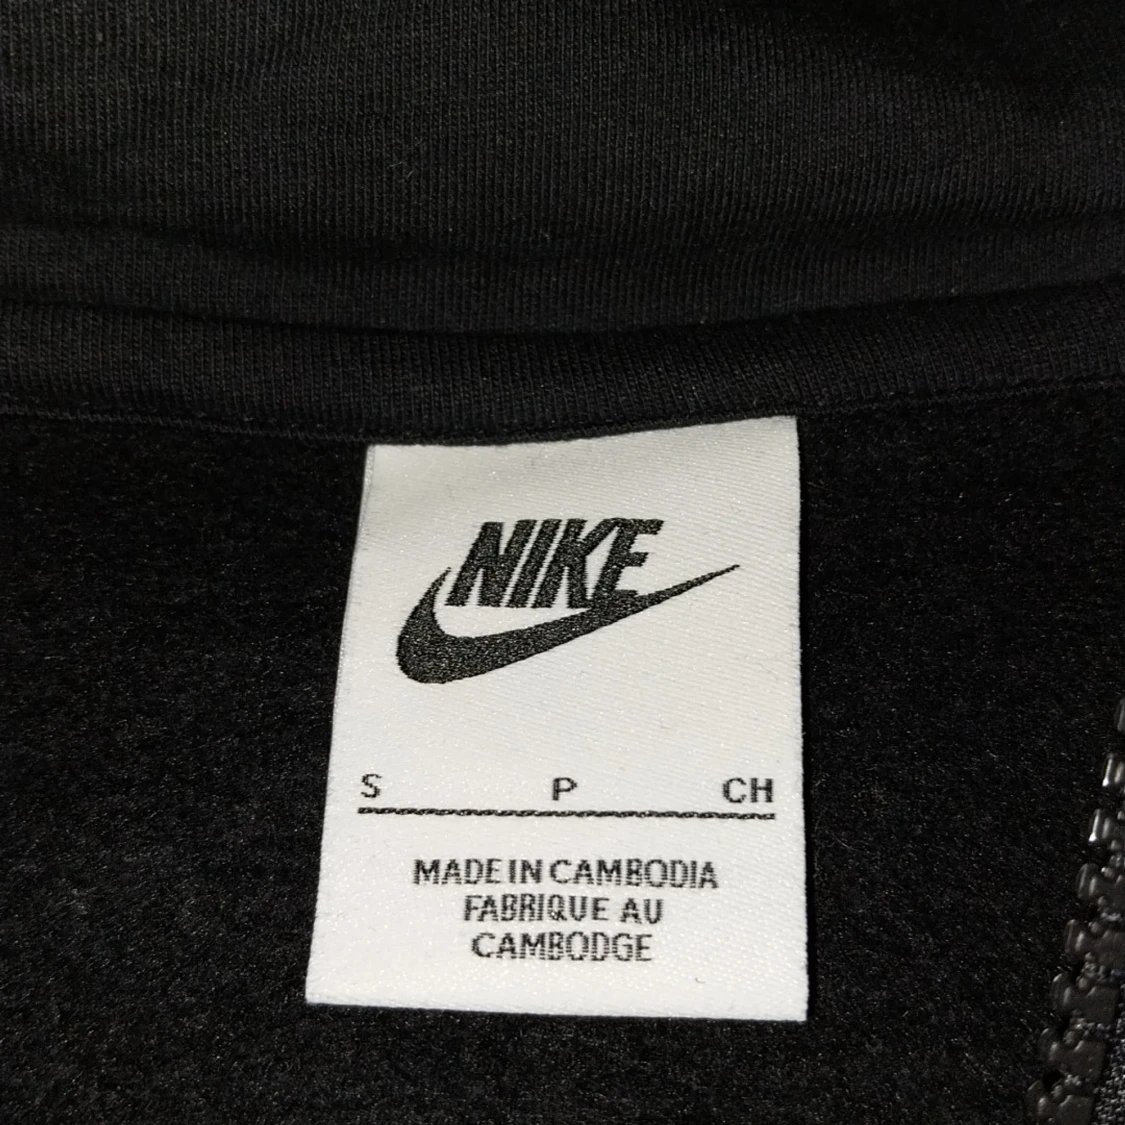 NIKE
S P CH
MADE IN CAMBODIA
FABRIQUE AU
CAMBODGE